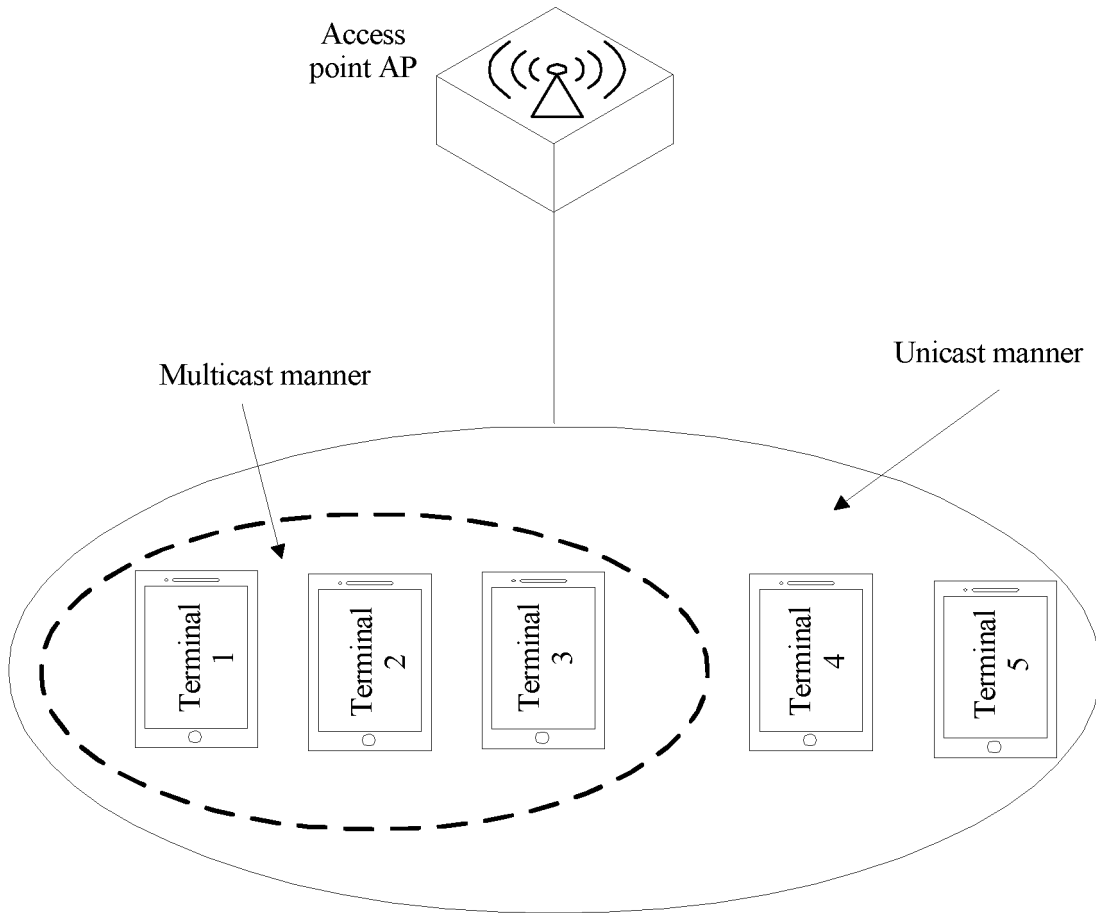 Access
point AP
Unicast manner
Multicast manner
Terminal
1
Terminal
2
Terminal
3
Terminal
4
Terminal
5